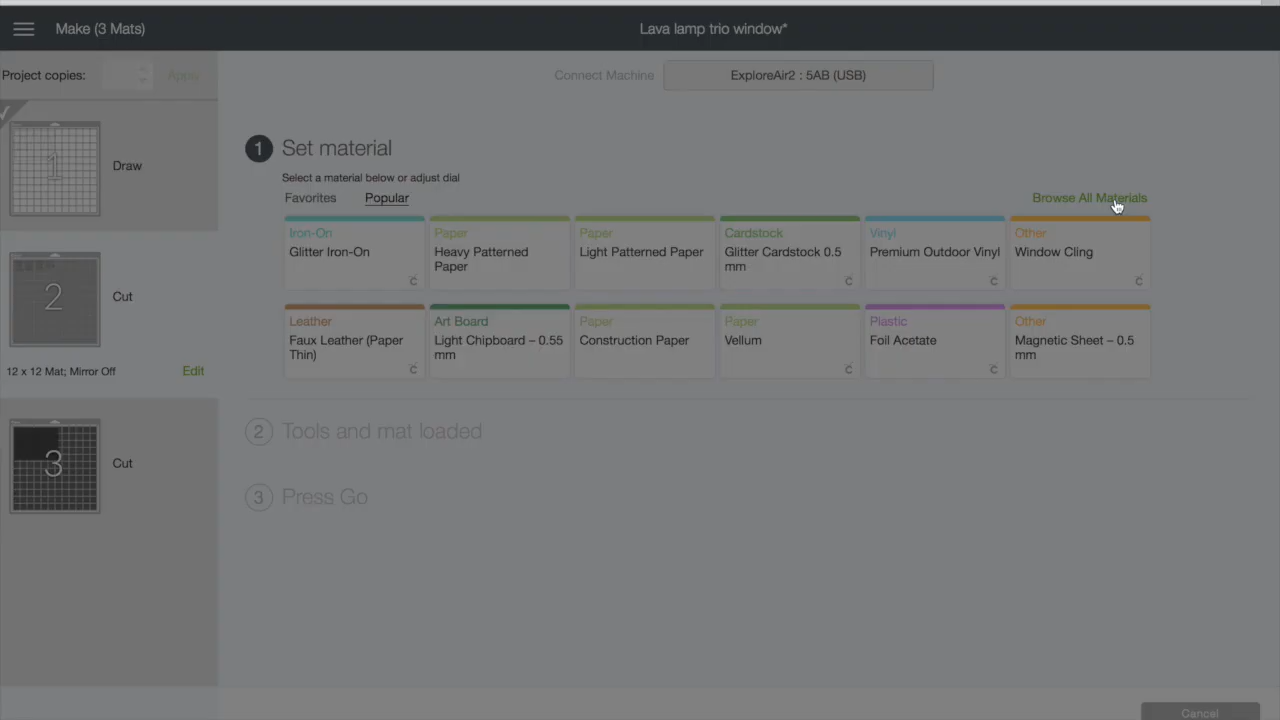 Make (3 Mats)
Lava lamp trio window*
Project copies:
Apply
Connect Machine
ExploreAir2 : 5AB (USB)
1
Draw
2
Cut
12 x 12 Mat; Mirror Off
Edit
3
Cut
1
Set material
Select a material below or adjust dial
Favorites
Popular
Browse All Materials
Iron-On
Glitter Iron-On
Paper
Heavy Patterned
Paper
Paper
Light Patterned Paper
Cardstock
Glitter Cardstock 0.5
mm
Vinyl
Premium Outdoor Vinyl
Other
Window Cling
Leather
Faux Leather (Paper
Thin)
Art Board
Light Chipboard – 0.55
mm
Paper
Construction Paper
Paper
Vellum
Plastic
Foil Acetate
Other
Magnetic Sheet – 0.5
mm
2
Tools and mat loaded
3
Press Go
Cancel